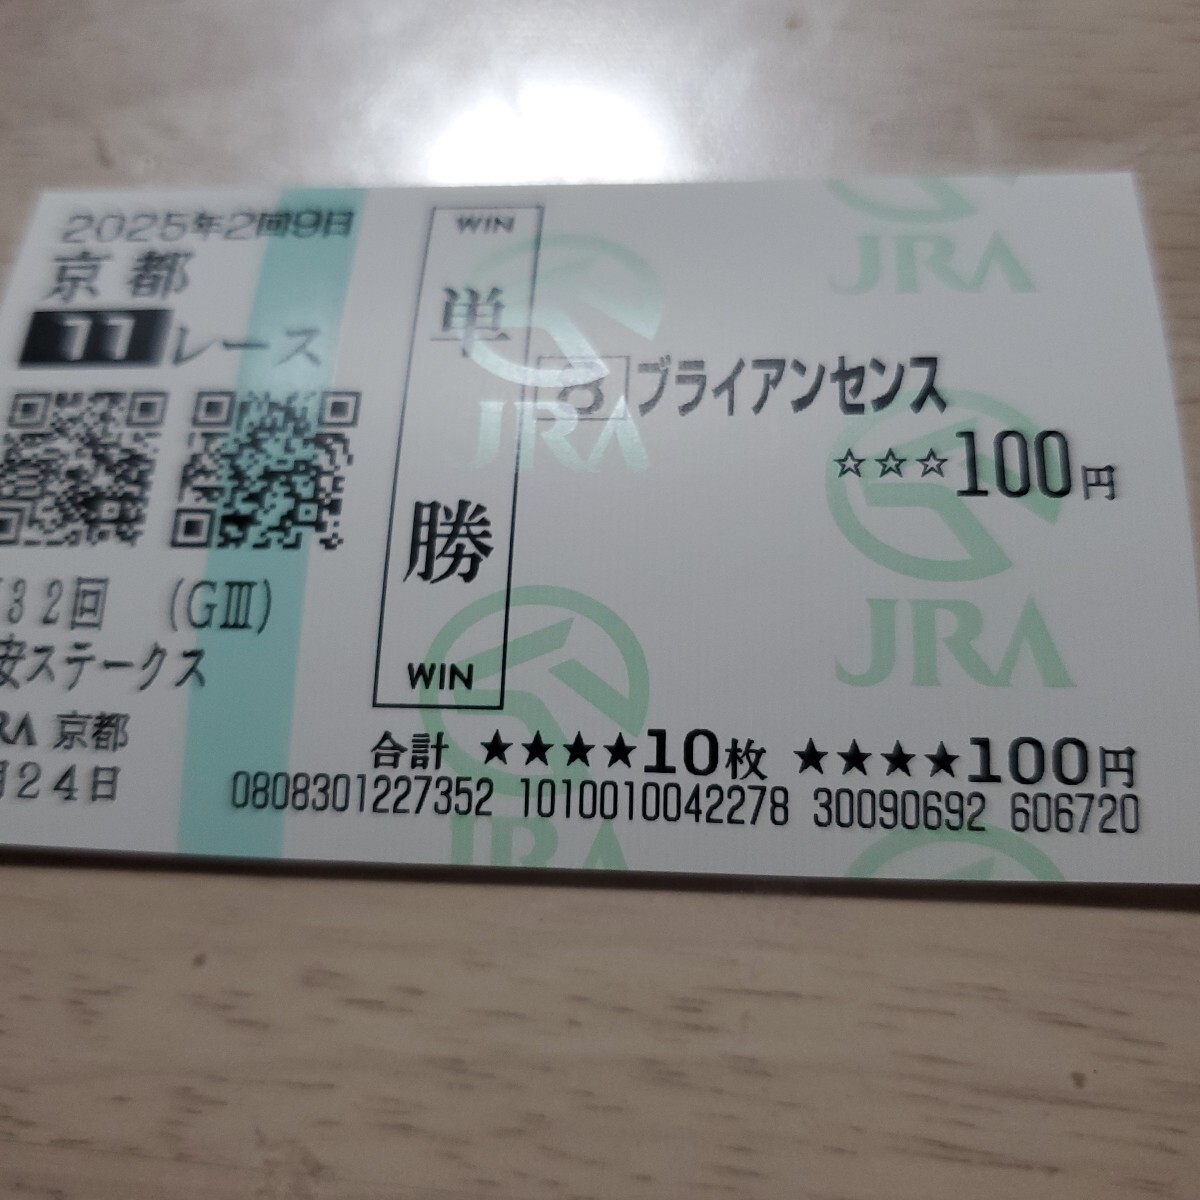 2025年2回9日
京都
11レース
32回 (GⅢ)
安ステークス
RA 京都
月24日
WIN
単勝
WIN
8 ブライアンセンス
☆☆☆100円
合計 ★★★★10枚 ★★★★100円
0808301227352 1010010042278 30090692 606720
JRA
JRA
JRA
JRA
JRA